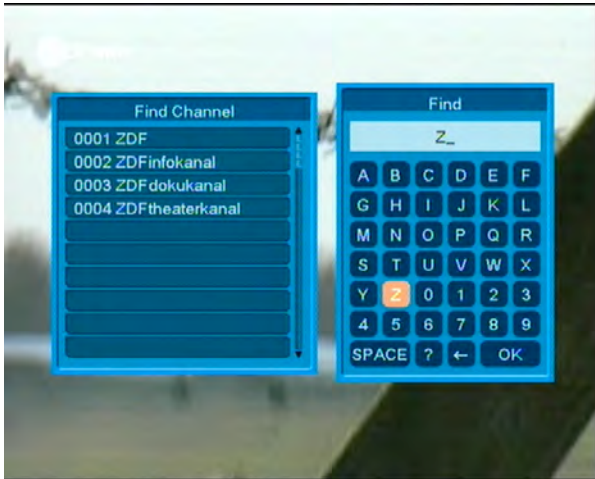 Find Channel
0001 ZDF
0002 ZDFinfokanal
0003 ZDFdokukanal
0004 ZDFtheaterkanal
Find
Z_
A B C D E F
G H I J K L
M N O P Q R
S T U V W X
Y Z 0 1 2 3
4 5 6 7 8 9
SPACE ? ← OK